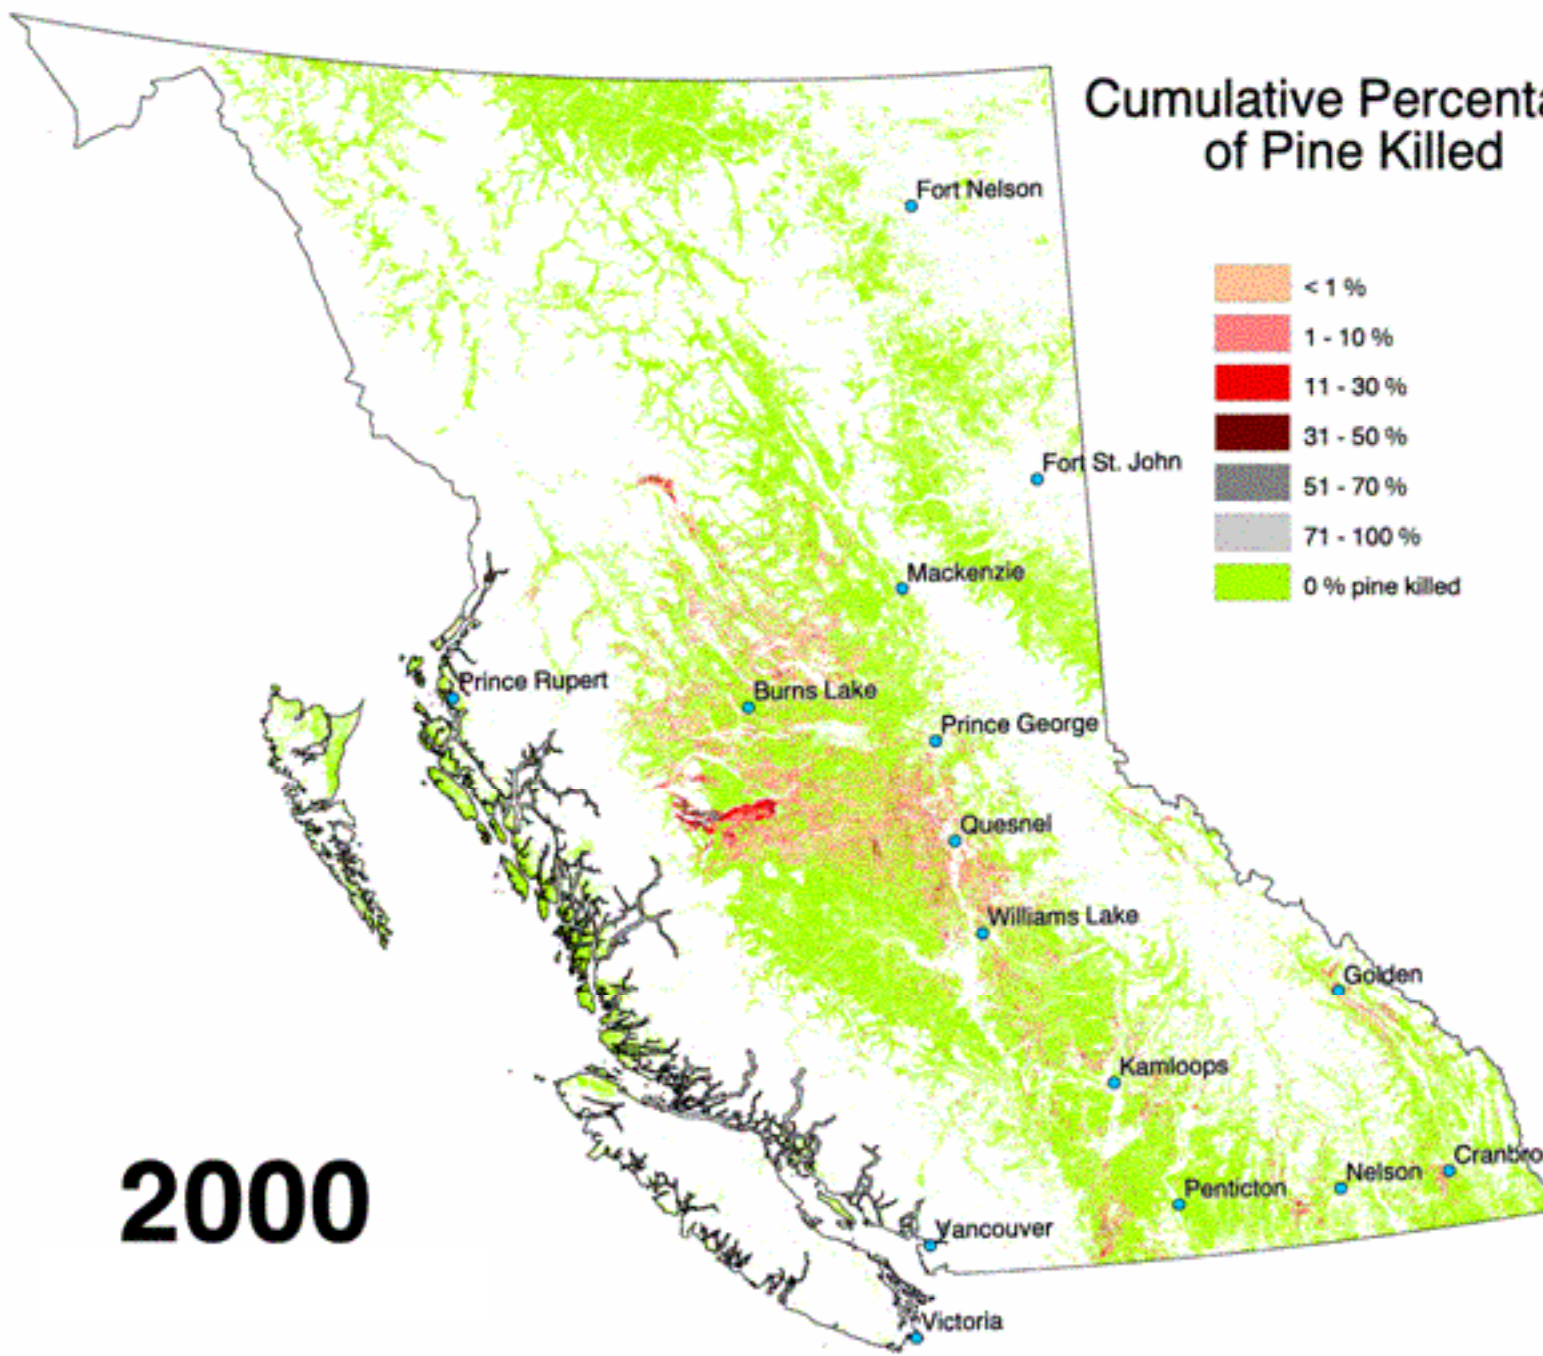 Cumulative Percenta
of Pine Killed
Fort Nelson
< 1 %
1 - 10 %
11 - 30 %
31 - 50 %
Fort St. John
51 - 70 %
71 - 100 %
Mackenzie
0 % pine killed
Prince Rupert
Burns Lake
Prince George
Quesnel
Williams Lake
Golden
Kamloops
2000
Cranbro
Nelson
Penticton
Vancouver
Victoria